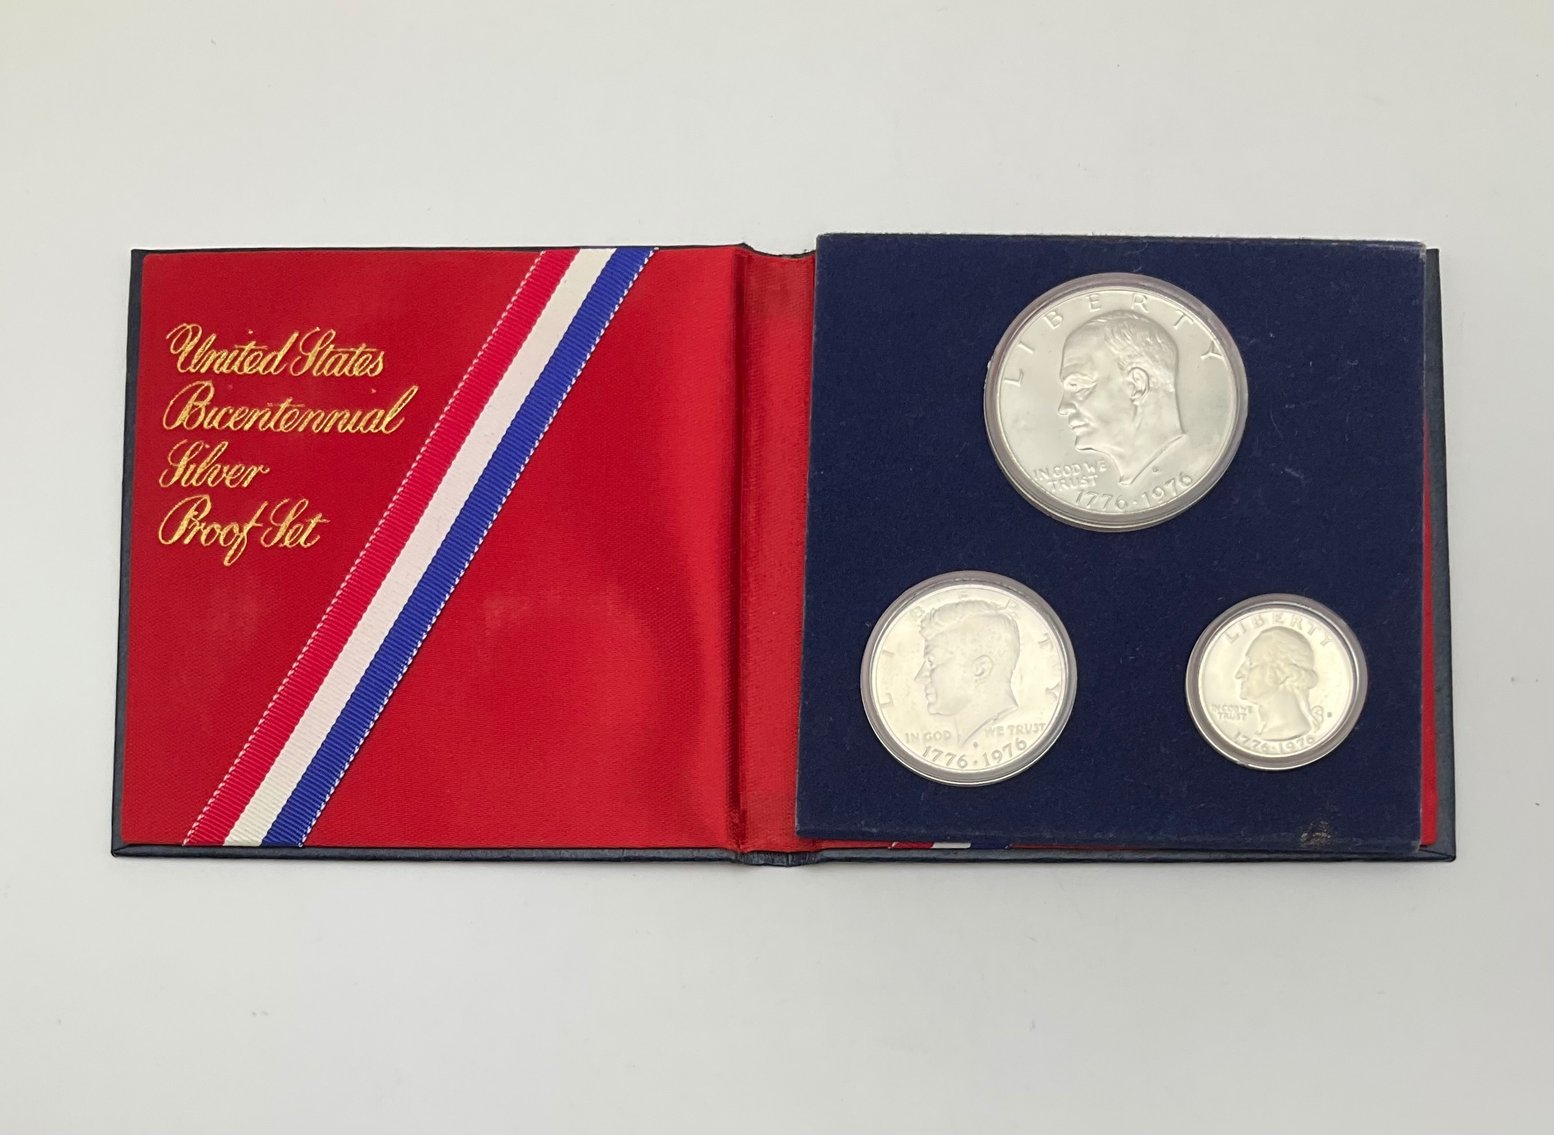 United States
Bicentennial
Silver
Proof Set
LIBERTY
IN GOD WE
TRUST
1776·1976
LIBERTY
IN GOD WE TRUST
1776·1976
LIBERTY
IN GOD WE
TRUST
1776·1976